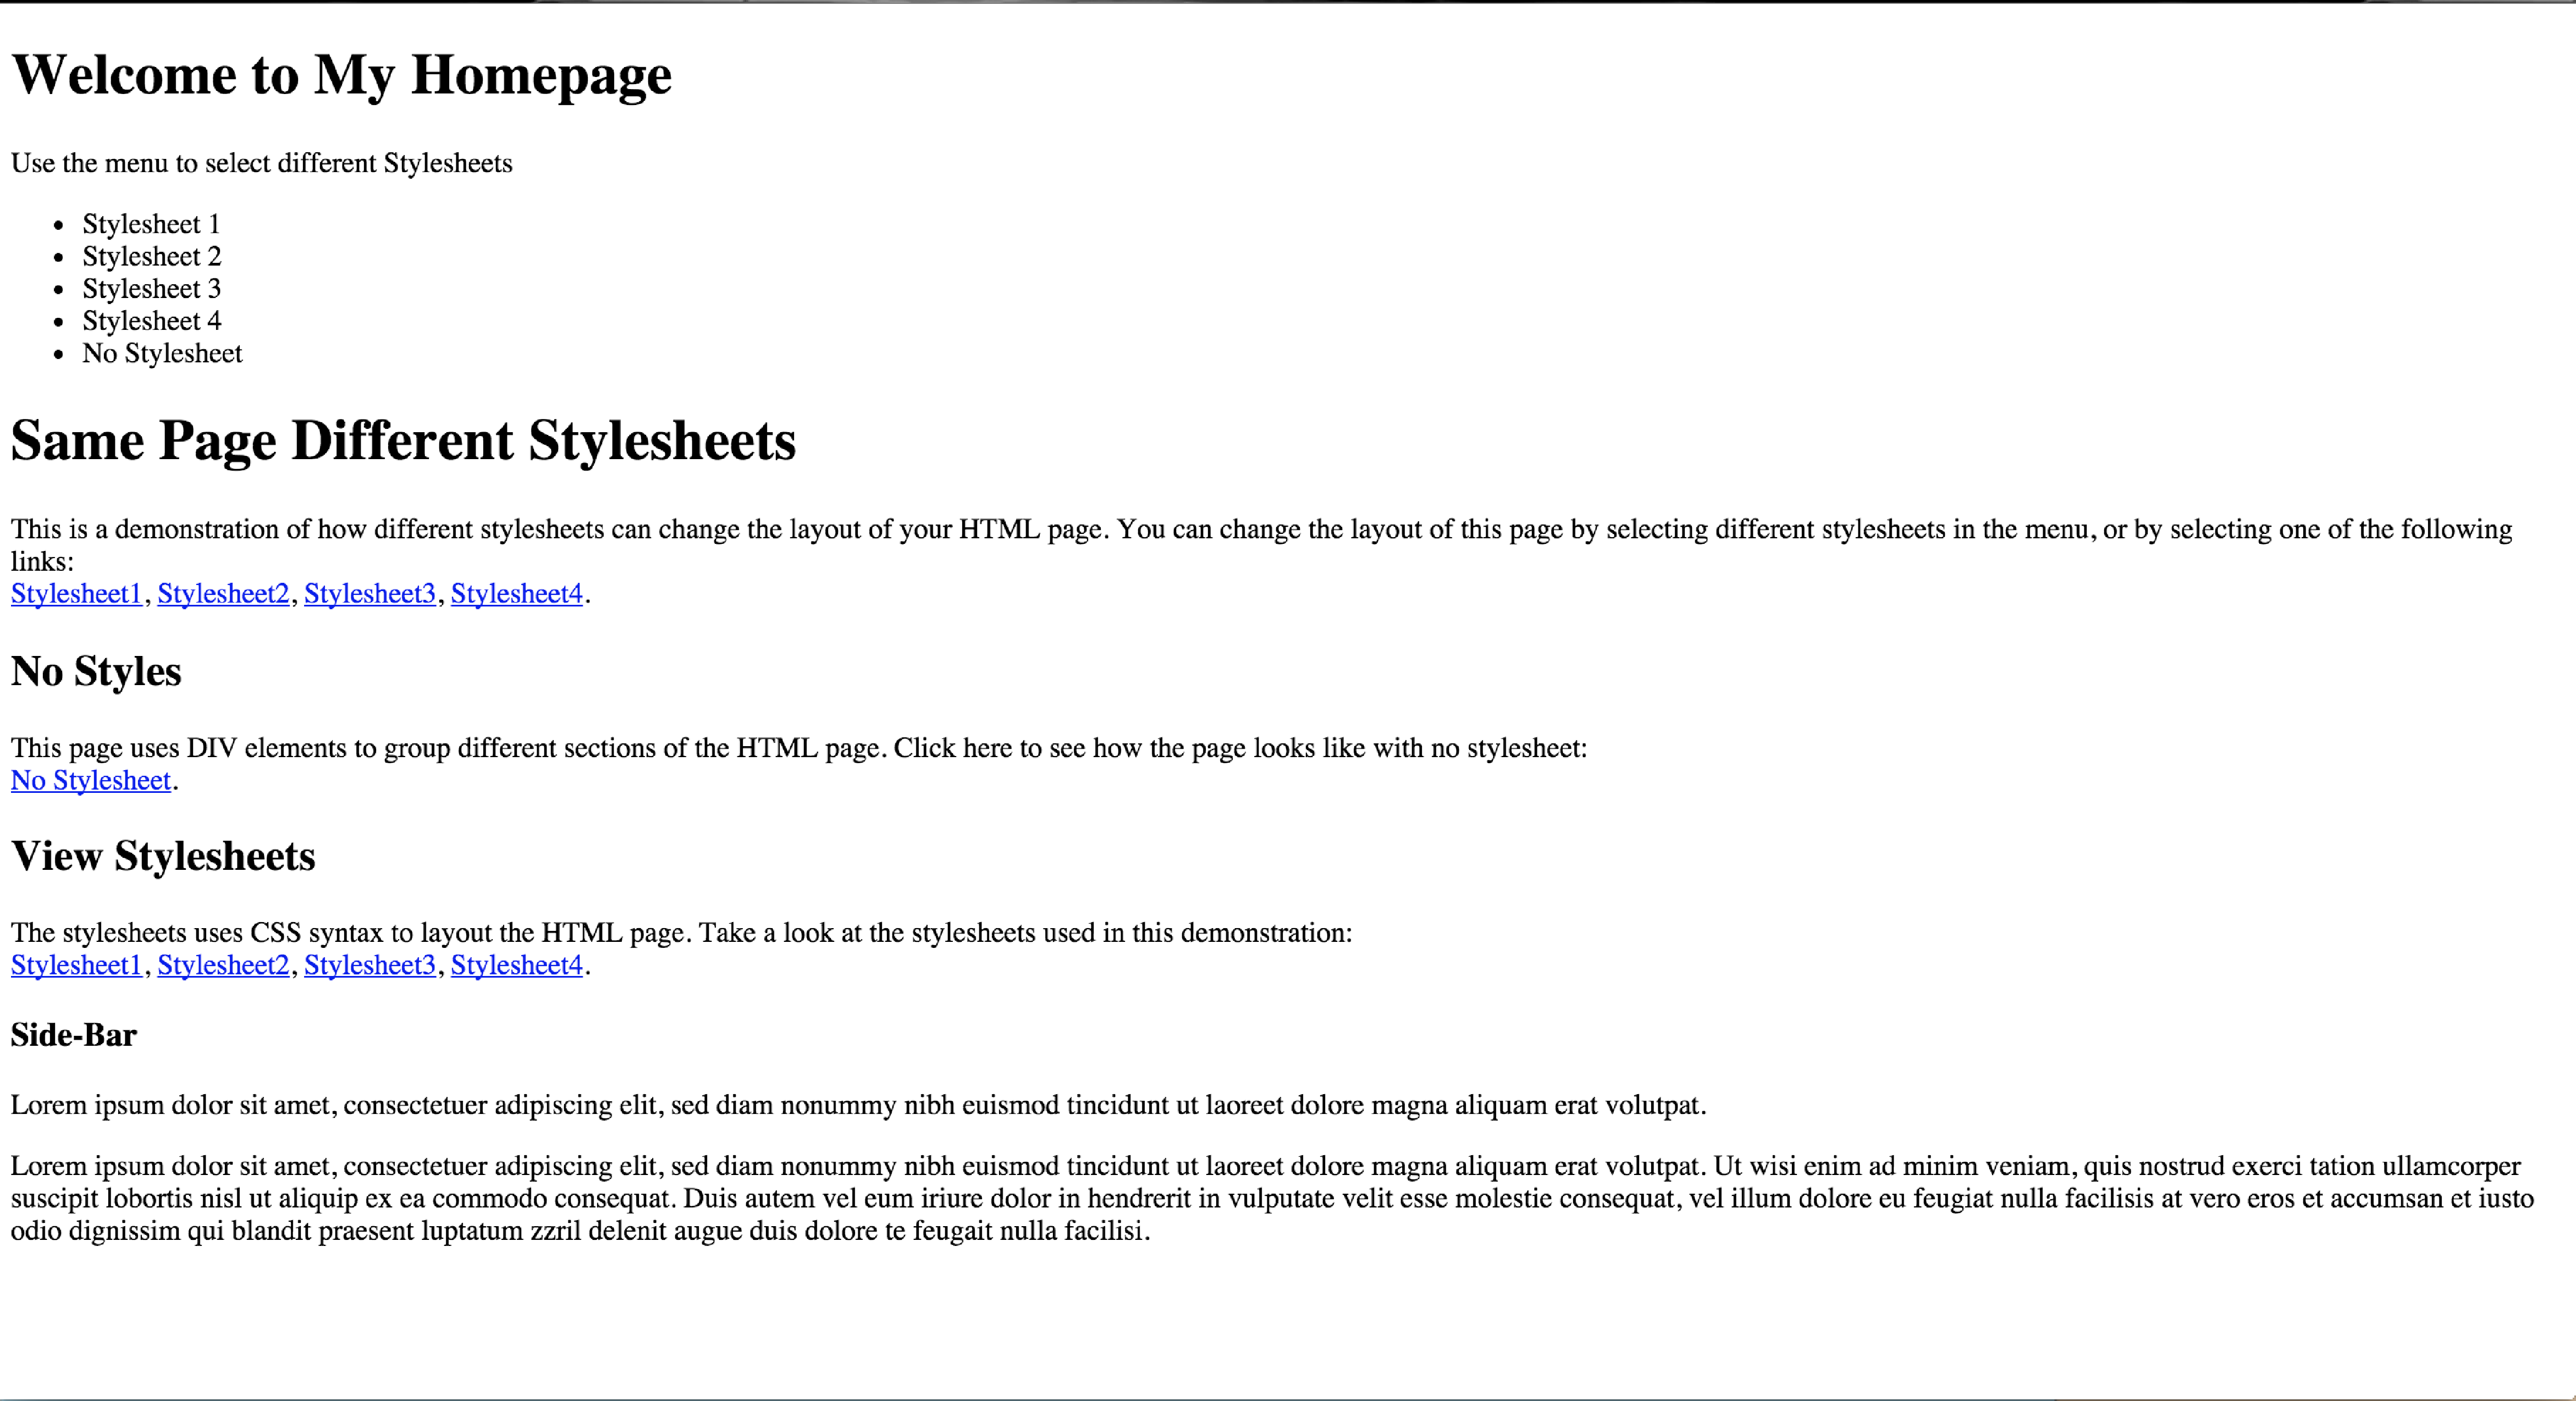 Welcome to My Homepage
Use the menu to select different Stylesheets
• Stylesheet 1
• Stylesheet 2
• Stylesheet 3
• Stylesheet 4
• No Stylesheet
Same Page Different Stylesheets
This is a demonstration of how different stylesheets can change the layout of your HTML page. You can change the layout of this page by selecting different stylesheets in the menu, or by selecting one of the following
links:
Stylesheet1, Stylesheet2, Stylesheet3, Stylesheet4.
No Styles
This page uses DIV elements to group different sections of the HTML page. Click here to see how the page looks like with no stylesheet:
No Stylesheet.
View Stylesheets
The stylesheets uses CSS syntax to layout the HTML page. Take a look at the stylesheets used in this demonstration:
Stylesheet1, Stylesheet2, Stylesheet3, Stylesheet4.
Side-Bar
Lorem ipsum dolor sit amet, consectetuer adipiscing elit, sed diam nonummy nibh euismod tincidunt ut laoreet dolore magna aliquam erat volutpat.
Lorem ipsum dolor sit amet, consectetuer adipiscing elit, sed diam nonummy nibh euismod tincidunt ut laoreet dolore magna aliquam erat volutpat. Ut wisi enim ad minim veniam, quis nostrud exerci tation ullamcorper
suscipit lobortis nisl ut aliquip ex ea commodo consequat. Duis autem vel eum iriure dolor in hendrerit in vulputate velit esse molestie consequat, vel illum dolore eu feugiat nulla facilisis at vero eros et accumsan et iusto
odio dignissim qui blandit praesent luptatum zzril delenit augue duis dolore te feugait nulla facilisi.